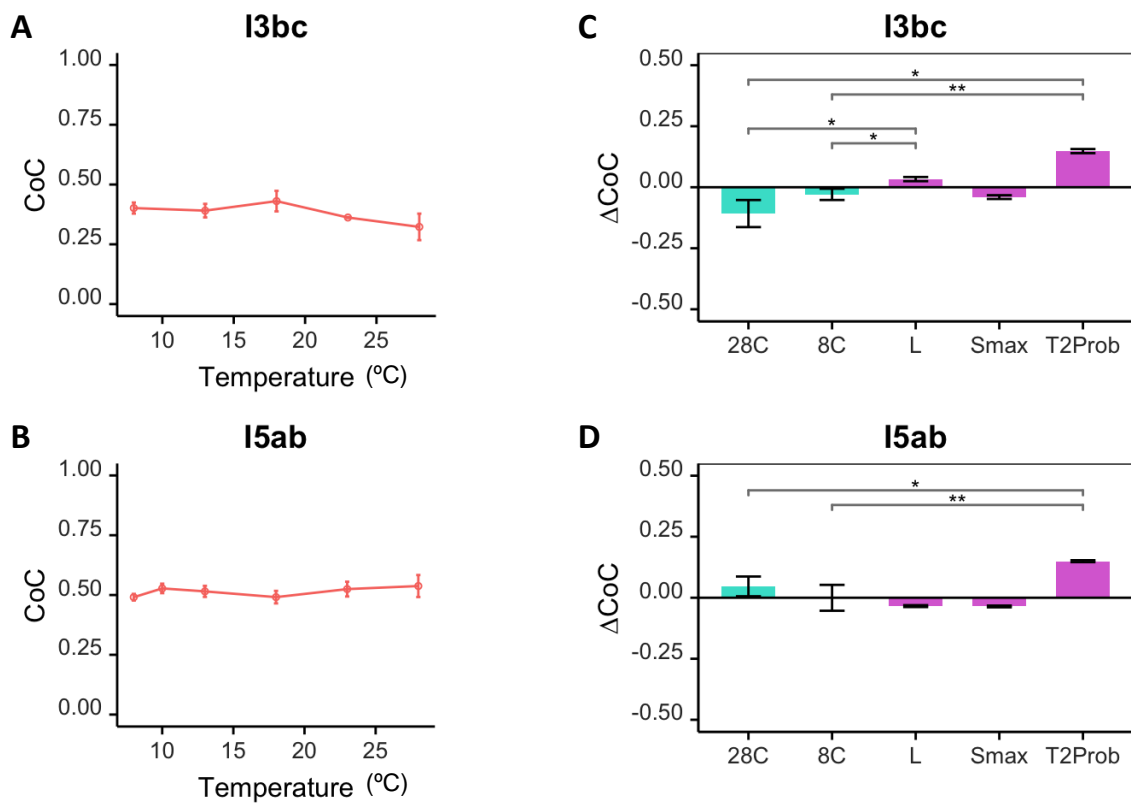 A
I3bc
1.00
0.75
0.50
0.25
0.00
CoC
10 15 20 25
Temperature (ºC)
B
I5ab
1.00
0.75
0.50
0.25
0.00
CoC
10 15 20 25
Temperature (ºC)
C
I3bc
0.50
0.25
0.00
-0.25
-0.50
ΔCoC
*
**
*
*
28C 8C L Smax T2Prob
D
I5ab
0.50
0.25
0.00
-0.25
-0.50
ΔCoC
*
**
28C 8C L Smax T2Prob